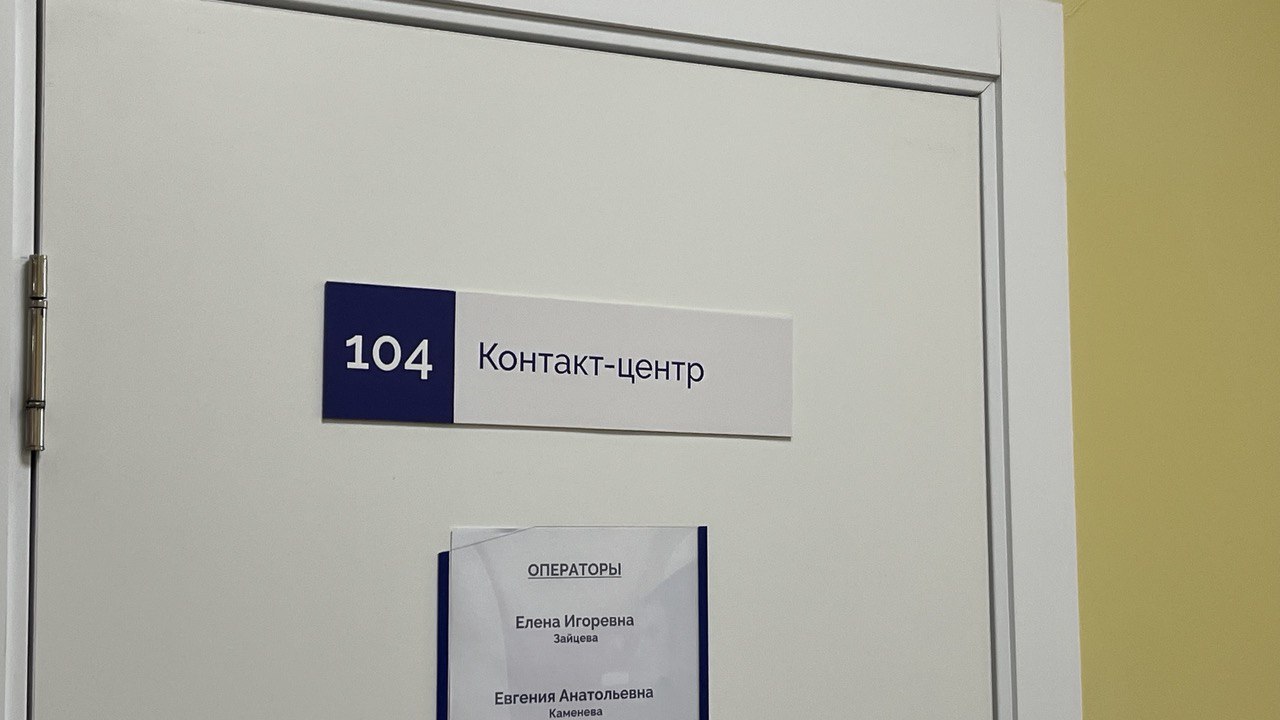 104 Контакт-центр
ОПЕРАТОРЫ
Елена Игоревна
Зайцева
Евгения Анатольевна
Каменева